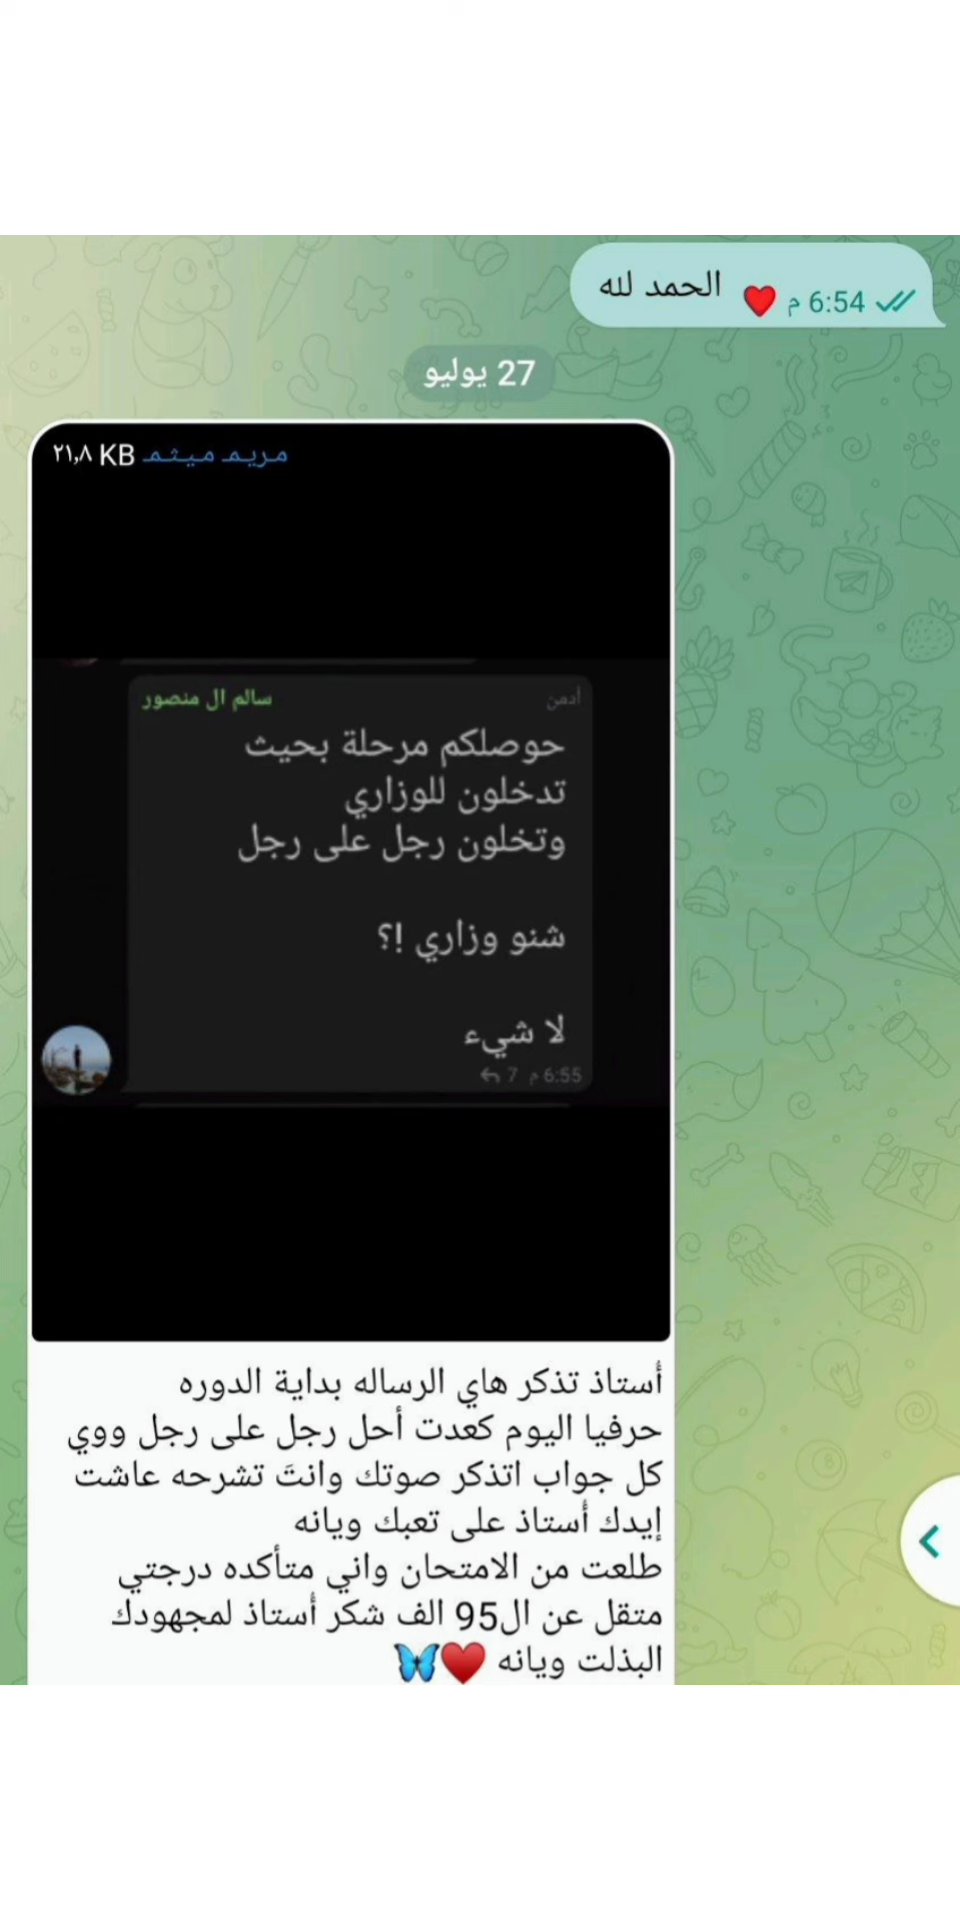 الحمد لله ❤️ 6:54 م
27 يوليو
مريم ميثم ٢١,٨ KB
سالم ال منصور أدمن
حوصلكم مرحلة بحيث
تدخلون للوزاري
وتخلون رجل على رجل
شنو وزاري !؟
لا شيء
7 6:55 م
أستاذ تذكر هاي الرساله بداية الدوره
حرفيا اليوم كعدت أحل رجل على رجل ووي
كل جواب اتذكر صوتك وانتَ تشرحه عاشت
إيدك أستاذ على تعبك ويانه
طلعت من الامتحان واني متأكده درجتي
متقل عن ال95 الف شكر أستاذ لمجهودك
البذلت ويانه ❤️🦋